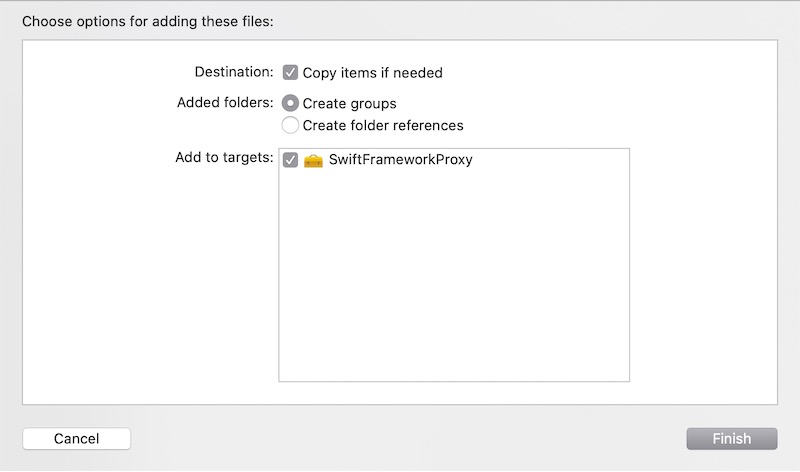 Choose options for adding these files:
Destination: Copy items if needed
Added folders: Create groups
Create folder references
Add to targets: SwiftFrameworkProxy
Cancel Finish